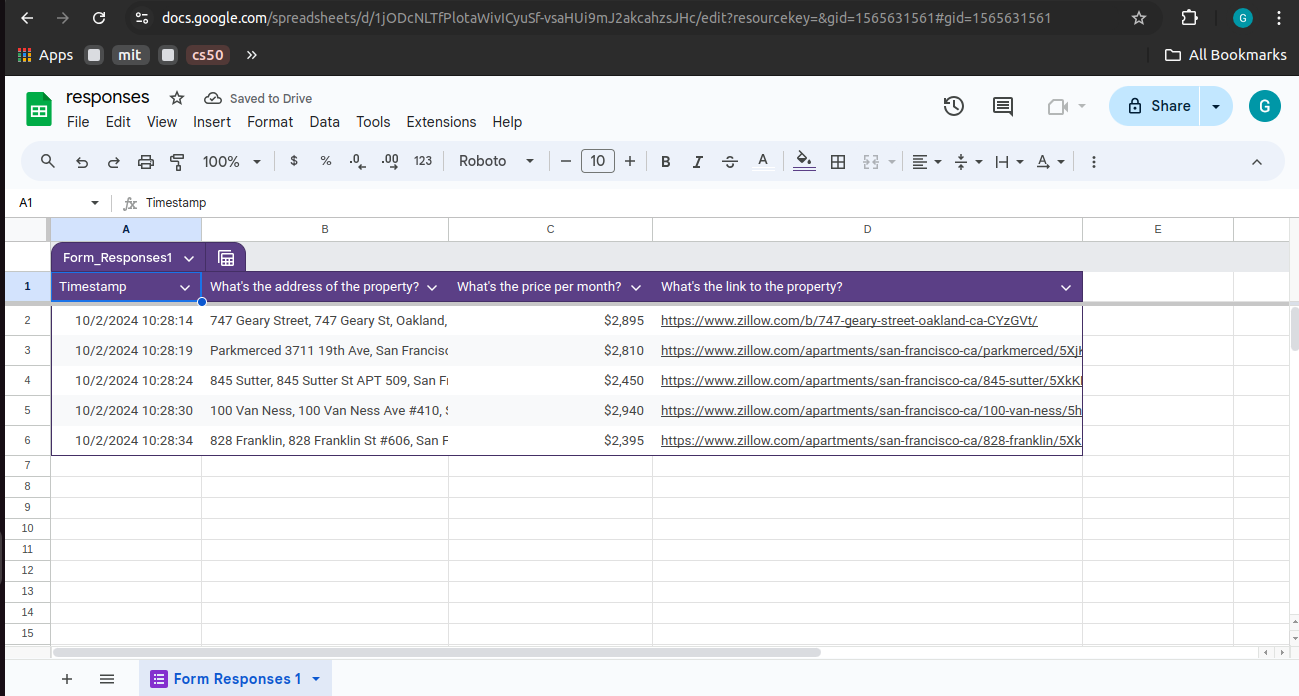 docs.google.com/spreadsheets/d/1jODcNLTfPlotaWivICyuSf-vsaHUi9mJ2akcahzsJHc/edit?resourcekey=&gid=1565631561#gid=1565631561
G
Apps mit cs50 » All Bookmarks
responses Saved to Drive
Share G
File Edit View Insert Format Data Tools Extensions Help
100% $ % .0 .00 123 Roboto − 10 + B I S A A
A1 fx Timestamp
A B C D E
Form_Responses1
1 Timestamp What's the address of the property? What's the price per month? What's the link to the property?
2 10/2/2024 10:28:14 747 Geary Street, 747 Geary St, Oakland, $2,895 https://www.zillow.com/b/747-geary-street-oakland-ca-CYzGVt/
3 10/2/2024 10:28:19 Parkmerced 3711 19th Ave, San Francisc $2,810 https://www.zillow.com/apartments/san-francisco-ca/parkmerced/5Xj
4 10/2/2024 10:28:24 845 Sutter, 845 Sutter St APT 509, San F $2,450 https://www.zillow.com/apartments/san-francisco-ca/845-sutter/5XkK
5 10/2/2024 10:28:30 100 Van Ness, 100 Van Ness Ave #410, $2,940 https://www.zillow.com/apartments/san-francisco-ca/100-van-ness/5h
6 10/2/2024 10:28:34 828 Franklin, 828 Franklin St #606, San F $2,395 https://www.zillow.com/apartments/san-francisco-ca/828-franklin/5Xk
7
8
9
10
11
12
13
14
15
Form Responses 1